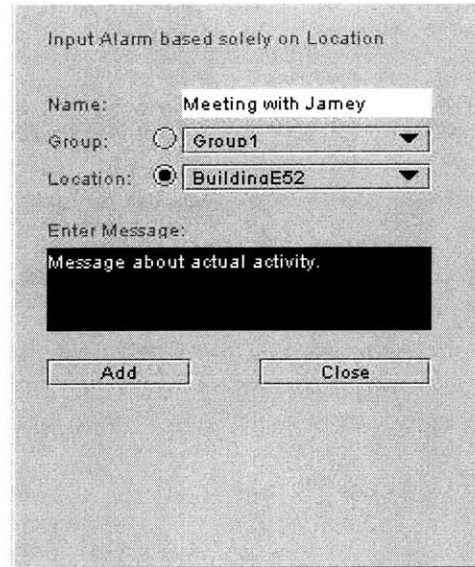 Input Alarm based solely on Location
Name: Meeting with Jamey
Group: Group1
Location: BuildingE52
Enter Message:
Message about actual activity.
Add Close